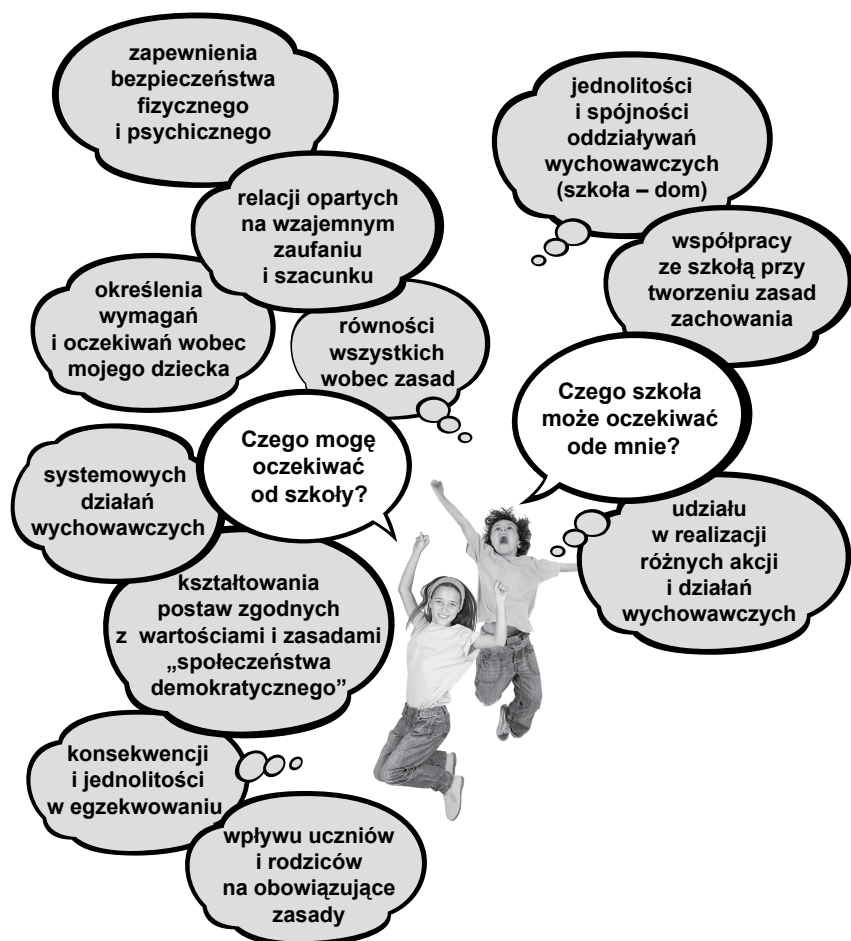 zapewnienia
bezpieczeństwa
fizycznego
i psychicznego
relacji opartych
na wzajemnym
zaufaniu
i szacunku
określenia
wymagań
i oczekiwań wobec
mojego dziecka
równości
wszystkich
wobec zasad
Czego mogę
oczekiwać
od szkoły?
systemowych
działań
wychowawczych
kształtowania
postaw zgodnych
z wartościami i zasadami
„społeczeństwa
demokratycznego”
konsekwencji
i jednolitości
w egzekwowaniu
wpływu uczniów
i rodziców
na obowiązujące
zasady
jednolitości
i spójności
oddziaływań
wychowawczych
(szkoła – dom)
współpracy
ze szkołą przy
tworzeniu zasad
zachowania
Czego szkoła
może oczekiwać
ode mnie?
udziału
w realizacji
różnych akcji
i działań
wychowawczych